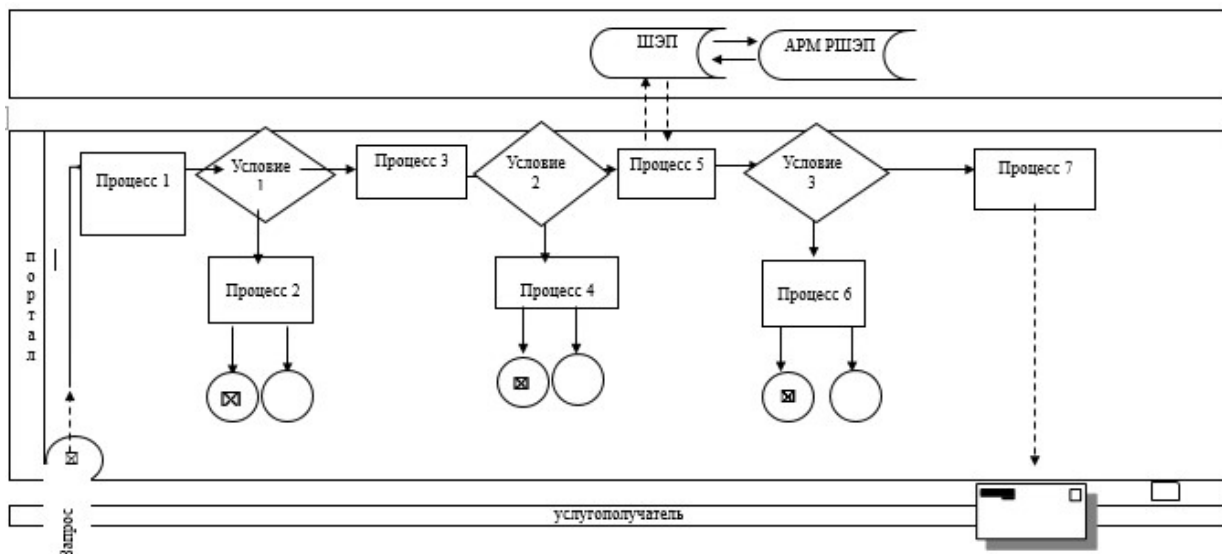 ШЭП
АРМ РШЭП
Процесс 1
Условие
1
Процесс 3
Условие
2
Процесс 5
Условие
3
Процесс 7
Процесс 2
Процесс 4
Процесс 6
портал
Запрос
услугополучатель